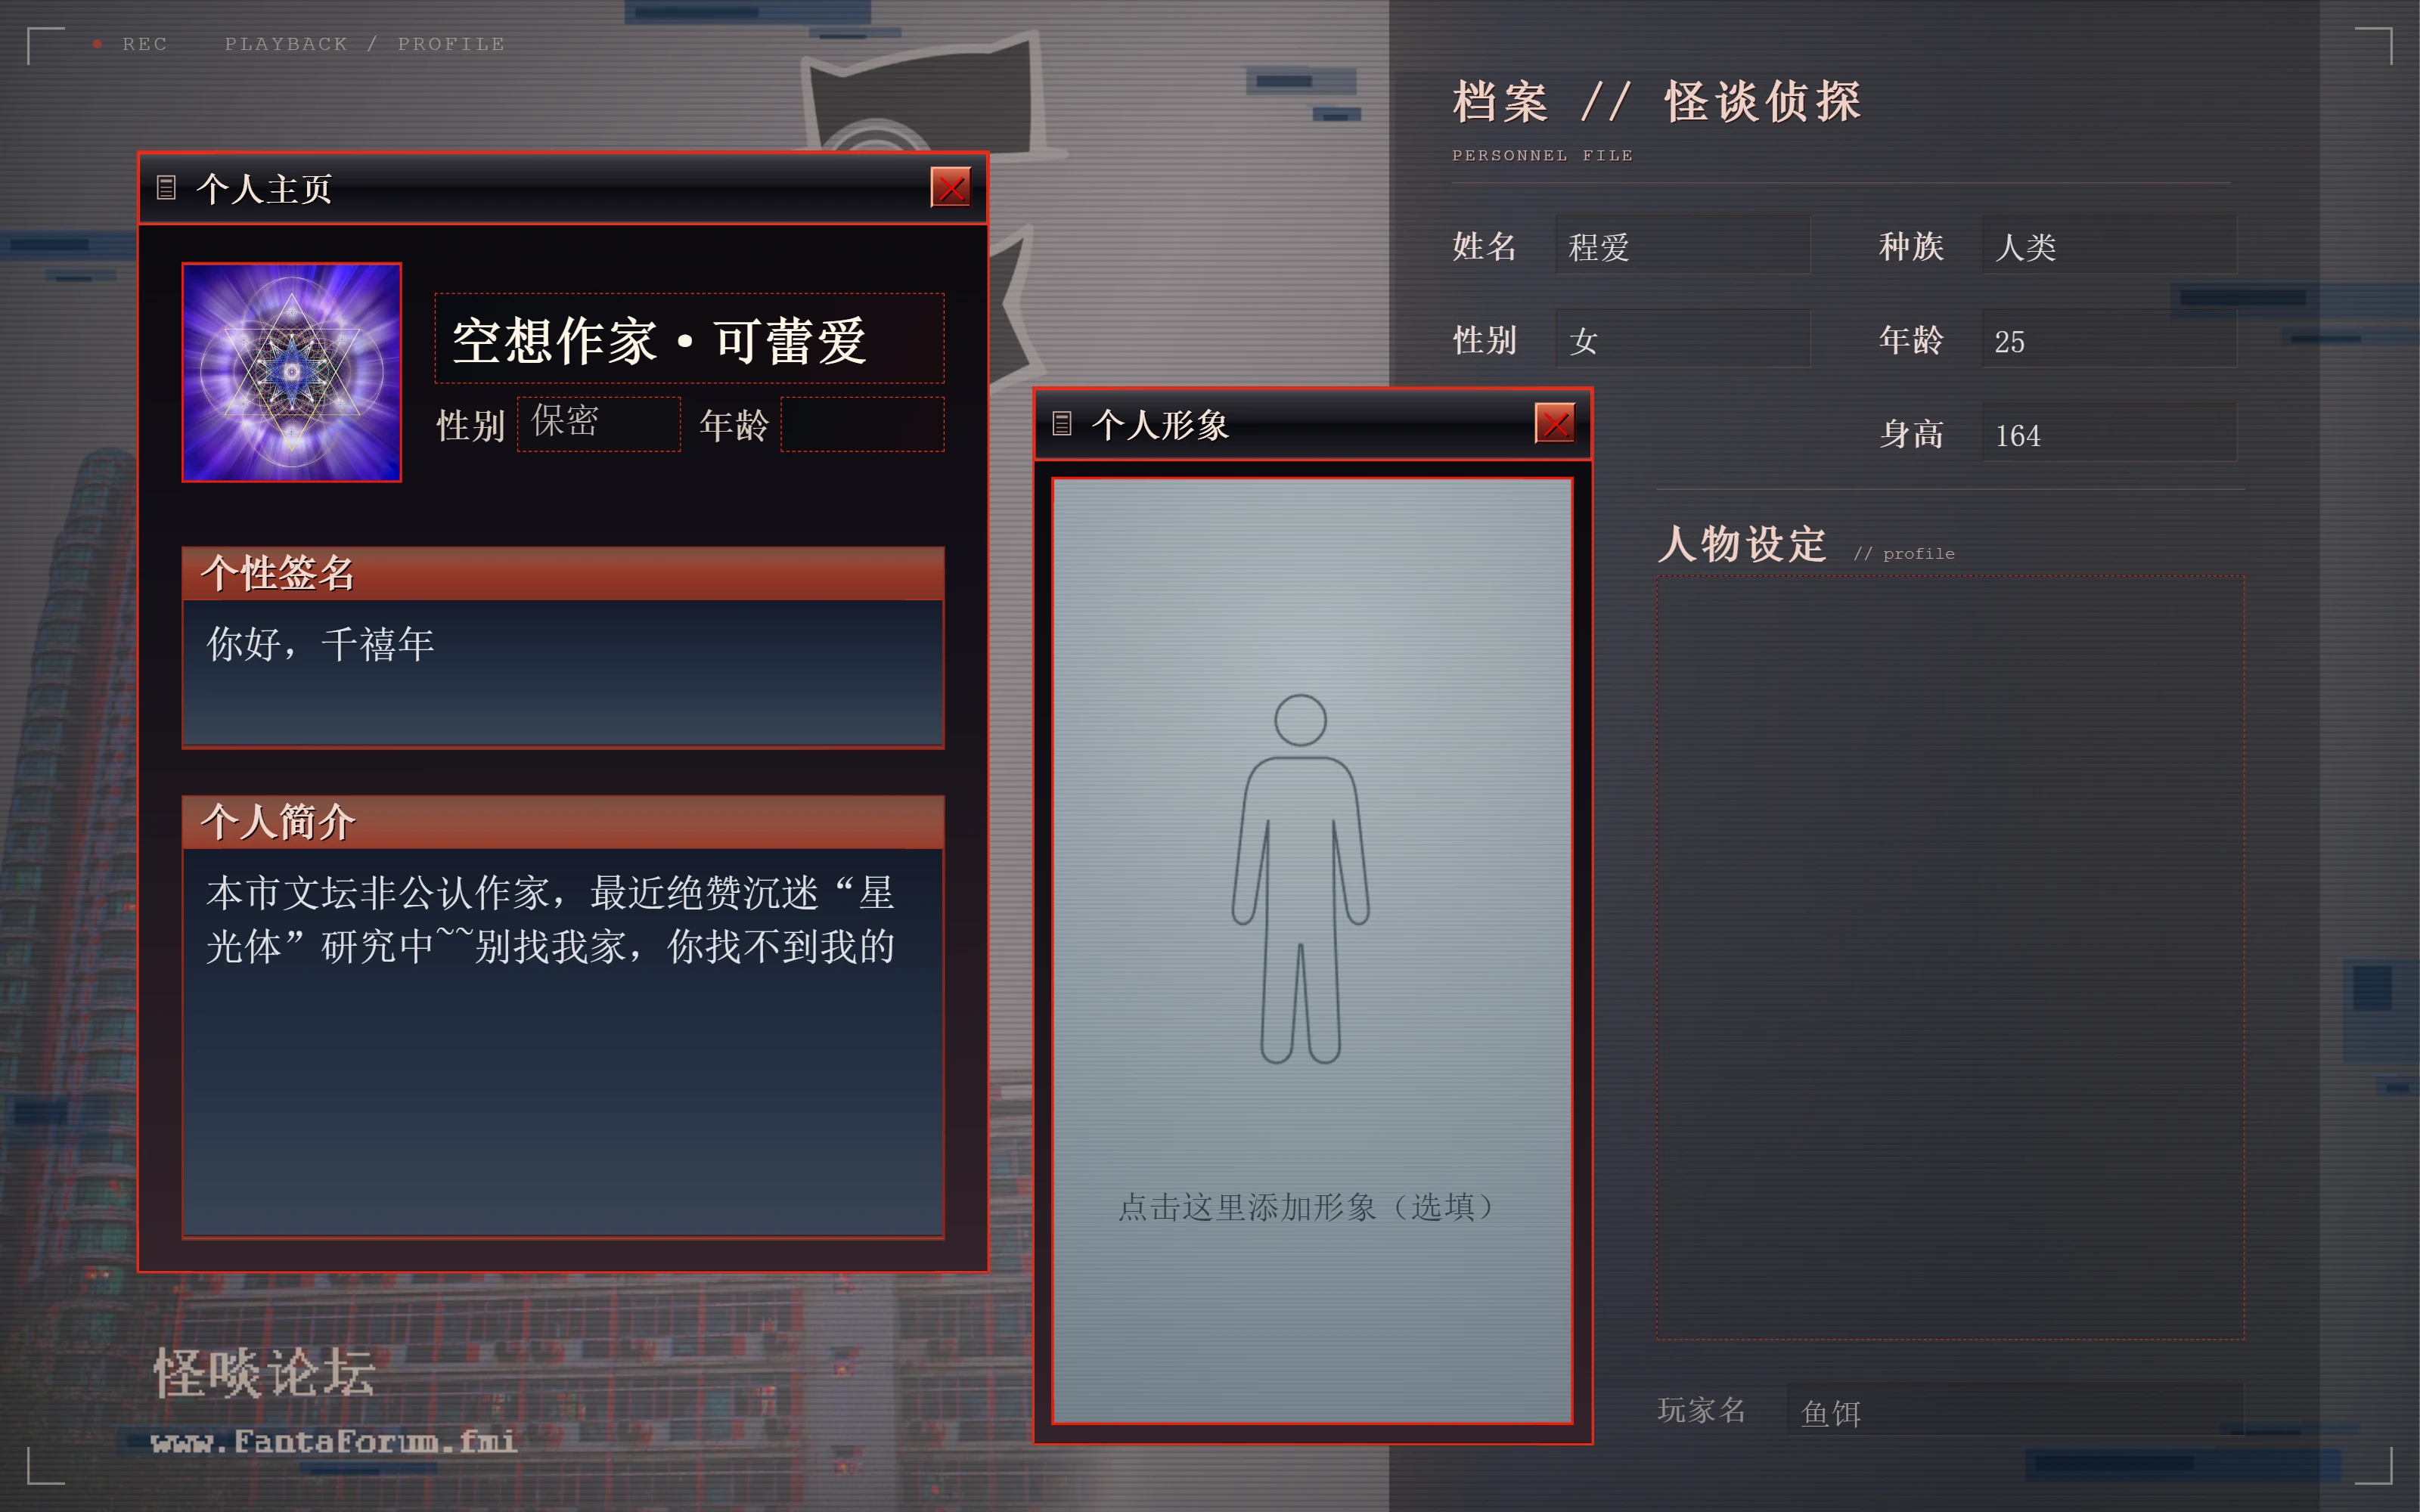 REC PLAYBACK / PROFILE
个人主页
空想作家·可蕾爱
性别 保密 年龄
个性签名
你好，千禧年
个人简介
本市文坛非公认作家，最近绝赞沉迷“星
光体”研究中~~别找我家，你找不到我的
怪啖论坛
www.FantaForum.fmi
个人形象
点击这里添加形象（选填）
档案 // 怪谈侦探
PERSONNEL FILE
姓名 程爱 种族 人类
性别 女 年龄 25
身高 164
人物设定 // profile
玩家名 鱼饵